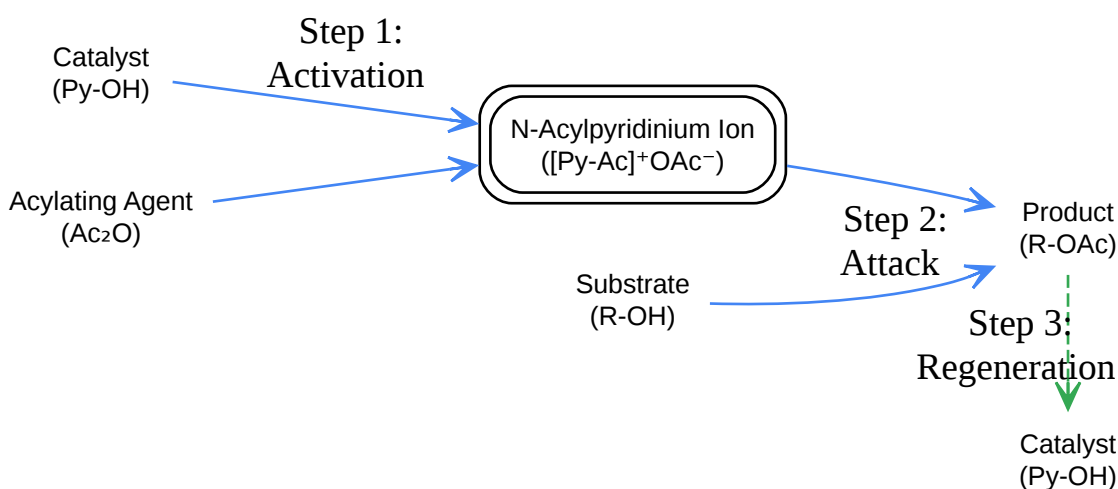 Step 1:
Activation
Catalyst
(Py-OH)
N-Acylpyridinium Ion
([Py-Ac]⁺OAc⁻)
Acylating Agent
(Ac₂O)
Step 2:
Attack
Product
(R-OAc)
Substrate
(R-OH)
Step 3:
Regeneration
Catalyst
(Py-OH)